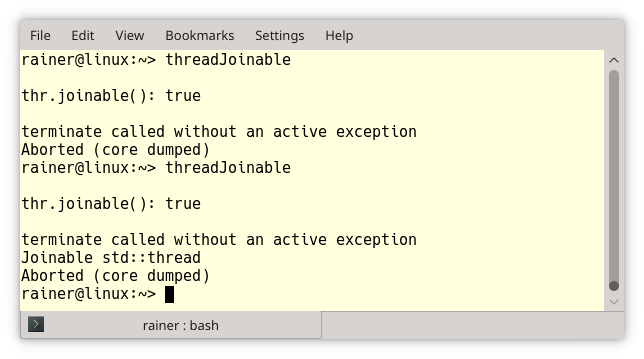 File Edit View Bookmarks Settings Help
rainer@linux:~> threadJoinable
thr.joinable(): true
terminate called without an active exception
Aborted (core dumped)
rainer@linux:~> threadJoinable
thr.joinable(): true
terminate called without an active exception
Joinable std::thread
Aborted (core dumped)
rainer@linux:~>
rainer : bash